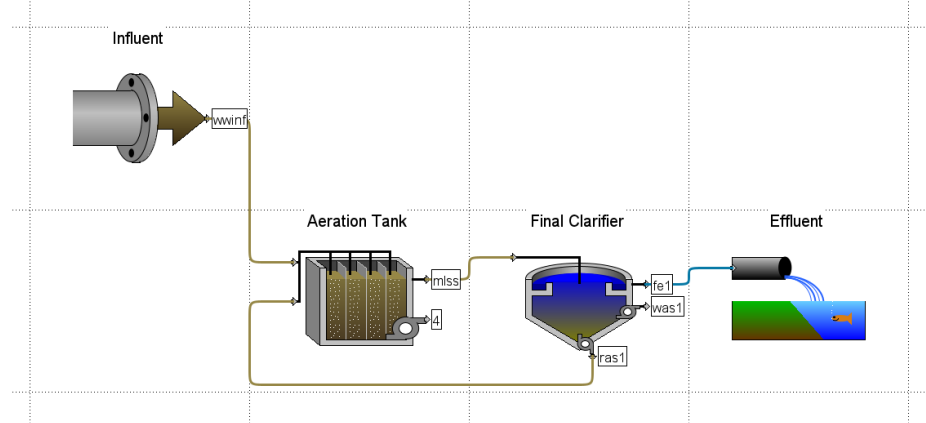 Influent
wwinf
Aeration Tank
Final Clarifier
Effluent
mlss
fe1
was1
4
ras1